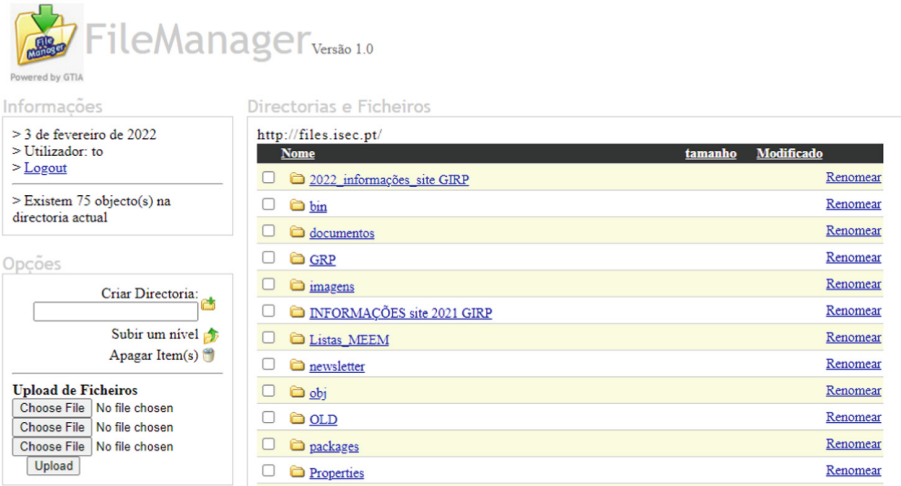 File
Manager
FileManager Versão 1.0
Powered by GTIA
Informações
> 3 de fevereiro de 2022
> Utilizador: to
> Logout
> Existem 75 objecto(s) na
directoria actual
Opções
Criar Directoria:
Subir um nível
Apagar Item(s)
Upload de Ficheiros
Choose File No file chosen
Choose File No file chosen
Choose File No file chosen
Upload
Directorias e Ficheiros
http://files.isec.pt/
Nome tamanho Modificado
2022_informações_site GIRP Renomear
bin Renomear
documentos Renomear
GRP Renomear
imagens Renomear
INFORMAÇÕES site 2021 GIRP Renomear
Listas_MEEM Renomear
newsletter Renomear
obj Renomear
OLD Renomear
packages Renomear
Properties Renomear